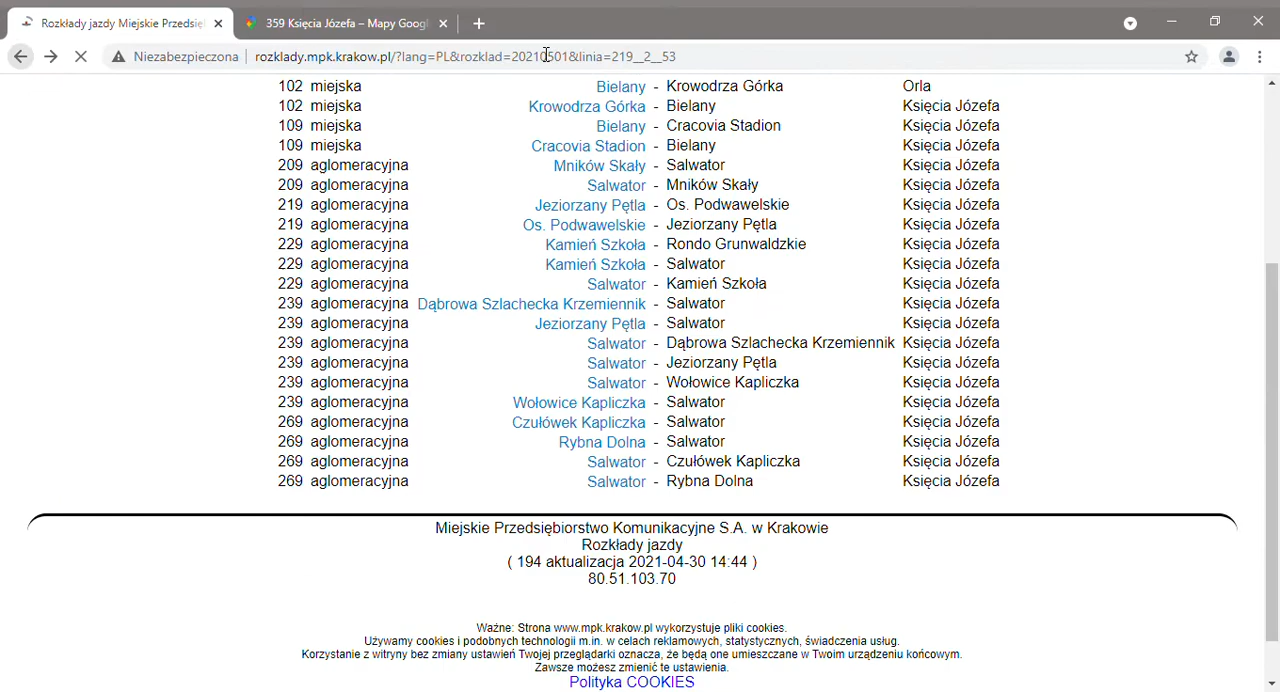 Rozkłady jazdy Miejskie Przedsię
359 Księcia Józefa – Mapy Googl
Niezabezpieczona
rozklady.mpk.krakow.pl/?lang=PL&rozklad=20210501&linia=219__2__53
102 miejska Bielany - Krowodrza Górka Orla
102 miejska Krowodrza Górka - Bielany Księcia Józefa
109 miejska Bielany - Cracovia Stadion Księcia Józefa
109 miejska Cracovia Stadion - Bielany Księcia Józefa
209 aglomeracyjna Mników Skały - Salwator Księcia Józefa
209 aglomeracyjna Salwator - Mników Skały Księcia Józefa
219 aglomeracyjna Jeziorzany Pętla - Os. Podwawelskie Księcia Józefa
219 aglomeracyjna Os. Podwawelskie - Jeziorzany Pętla Księcia Józefa
229 aglomeracyjna Kamień Szkoła - Rondo Grunwaldzkie Księcia Józefa
229 aglomeracyjna Kamień Szkoła - Salwator Księcia Józefa
229 aglomeracyjna Salwator - Kamień Szkoła Księcia Józefa
239 aglomeracyjna Dąbrowa Szlachecka Krzemiennik - Salwator Księcia Józefa
239 aglomeracyjna Jeziorzany Pętla - Salwator Księcia Józefa
239 aglomeracyjna Salwator - Dąbrowa Szlachecka Krzemiennik Księcia Józefa
239 aglomeracyjna Salwator - Jeziorzany Pętla Księcia Józefa
239 aglomeracyjna Salwator - Wołowice Kapliczka Księcia Józefa
239 aglomeracyjna Wołowice Kapliczka - Salwator Księcia Józefa
269 aglomeracyjna Czułówek Kapliczka - Salwator Księcia Józefa
269 aglomeracyjna Rybna Dolna - Salwator Księcia Józefa
269 aglomeracyjna Salwator - Czułówek Kapliczka Księcia Józefa
269 aglomeracyjna Salwator - Rybna Dolna Księcia Józefa
Miejskie Przedsiębiorstwo Komunikacyjne S.A. w Krakowie
Rozkłady jazdy
( 194 aktualizacja 2021-04-30 14:44 )
80.51.103.70
Ważne: Strona www.mpk.krakow.pl wykorzystuje pliki cookies.
Używamy cookies i podobnych technologii m.in. w celach reklamowych, statystycznych, świadczenia usług.
Korzystanie z witryny bez zmiany ustawień Twojej przeglądarki oznacza, że będą one umieszczane w Twoim urządzeniu końcowym.
Zawsze możesz zmienić te ustawienia.
Polityka COOKIES